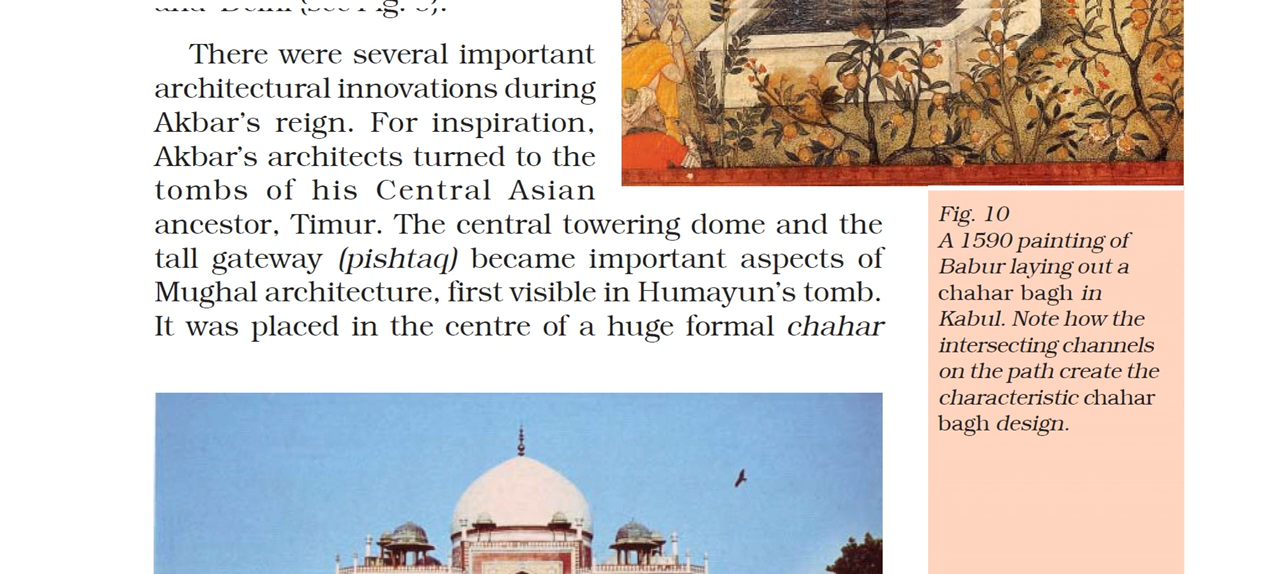 There were several important
architectural innovations during
Akbar's reign. For inspiration,
Akbar's architects turned to the
tombs of his Central Asian
ancestor, Timur. The central towering dome and the
tall gateway (pishtaq) became important aspects of
Mughal architecture, first visible in Humayun's tomb.
It was placed in the centre of a huge formal chahar
Fig. 10
A 1590 painting of
Babur laying out a
chahar bagh in
Kabul. Note how the
intersecting channels
on the path create the
characteristic chahar
bagh design.